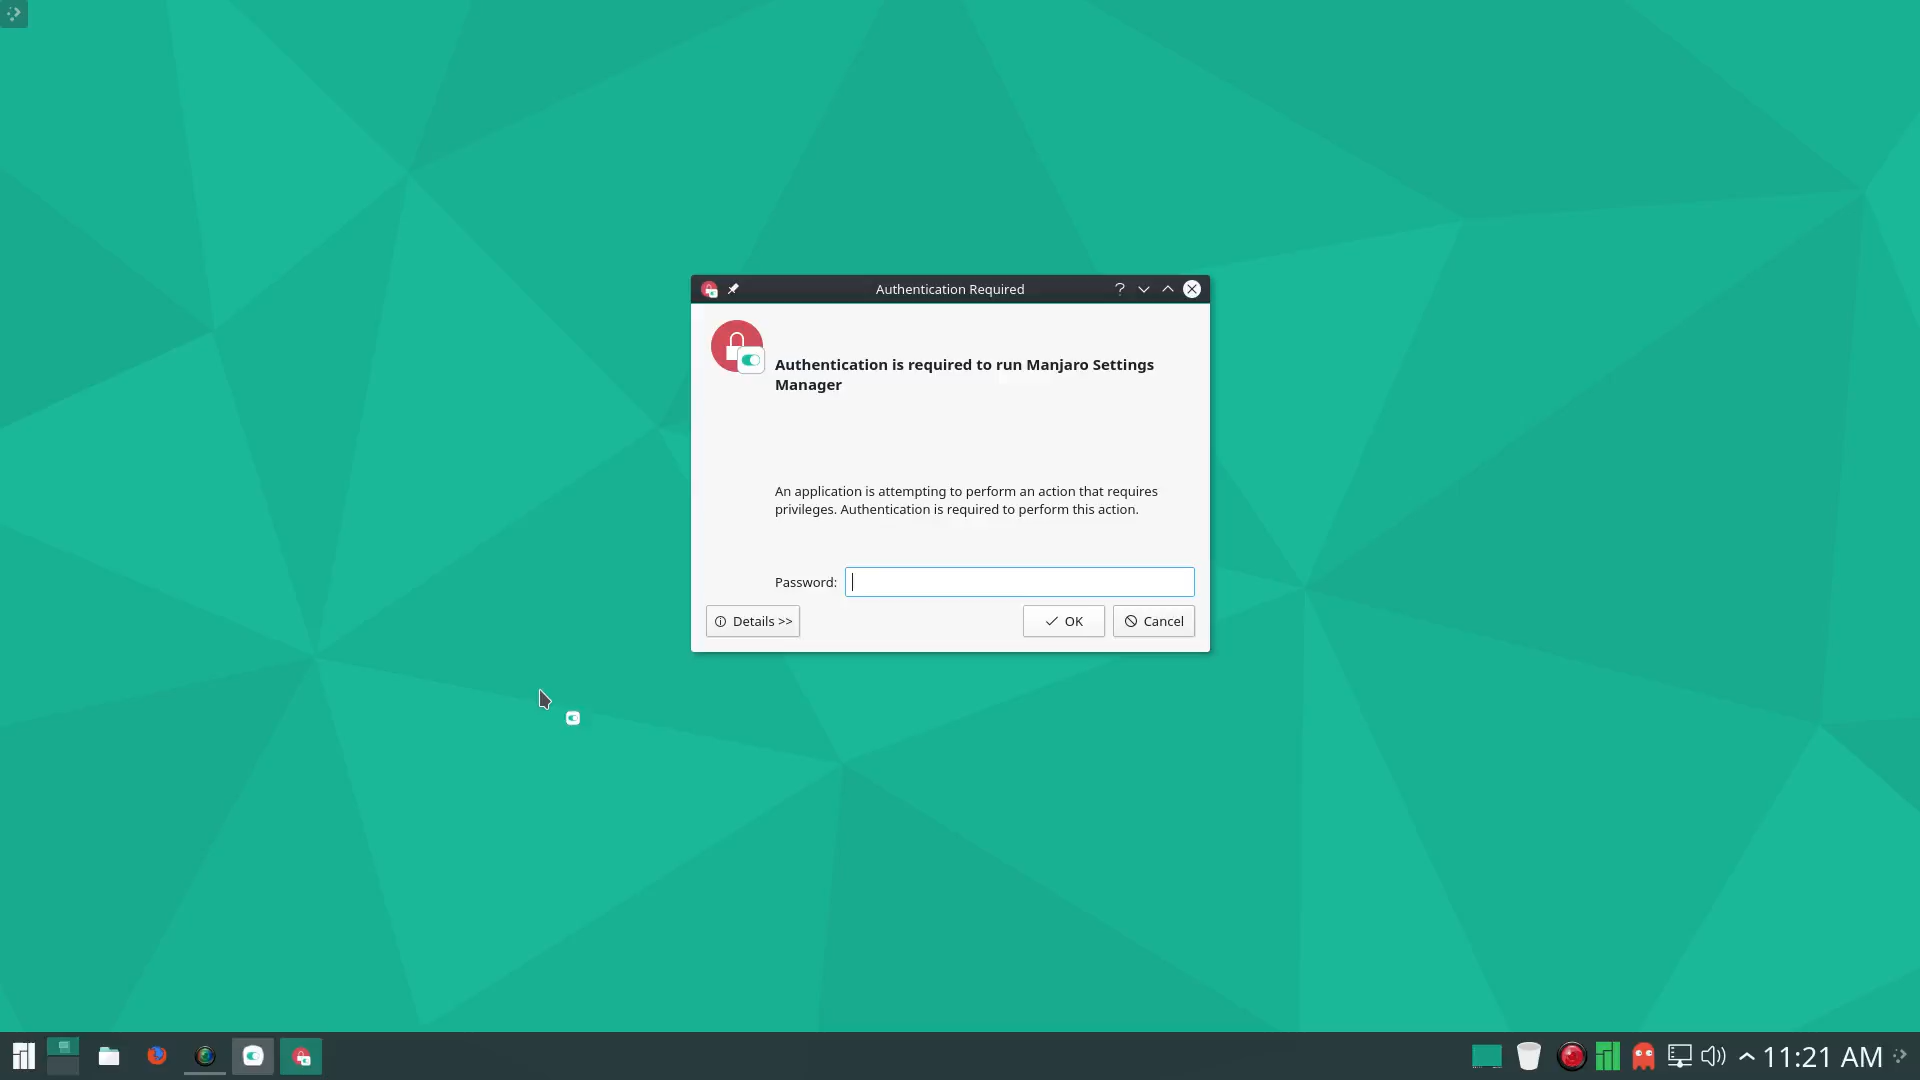 Authentication Required
Authentication is required to run Manjaro Settings
Manager
An application is attempting to perform an action that requires
privileges. Authentication is required to perform this action.
Password:
Details >>
OK
Cancel
11:21 AM